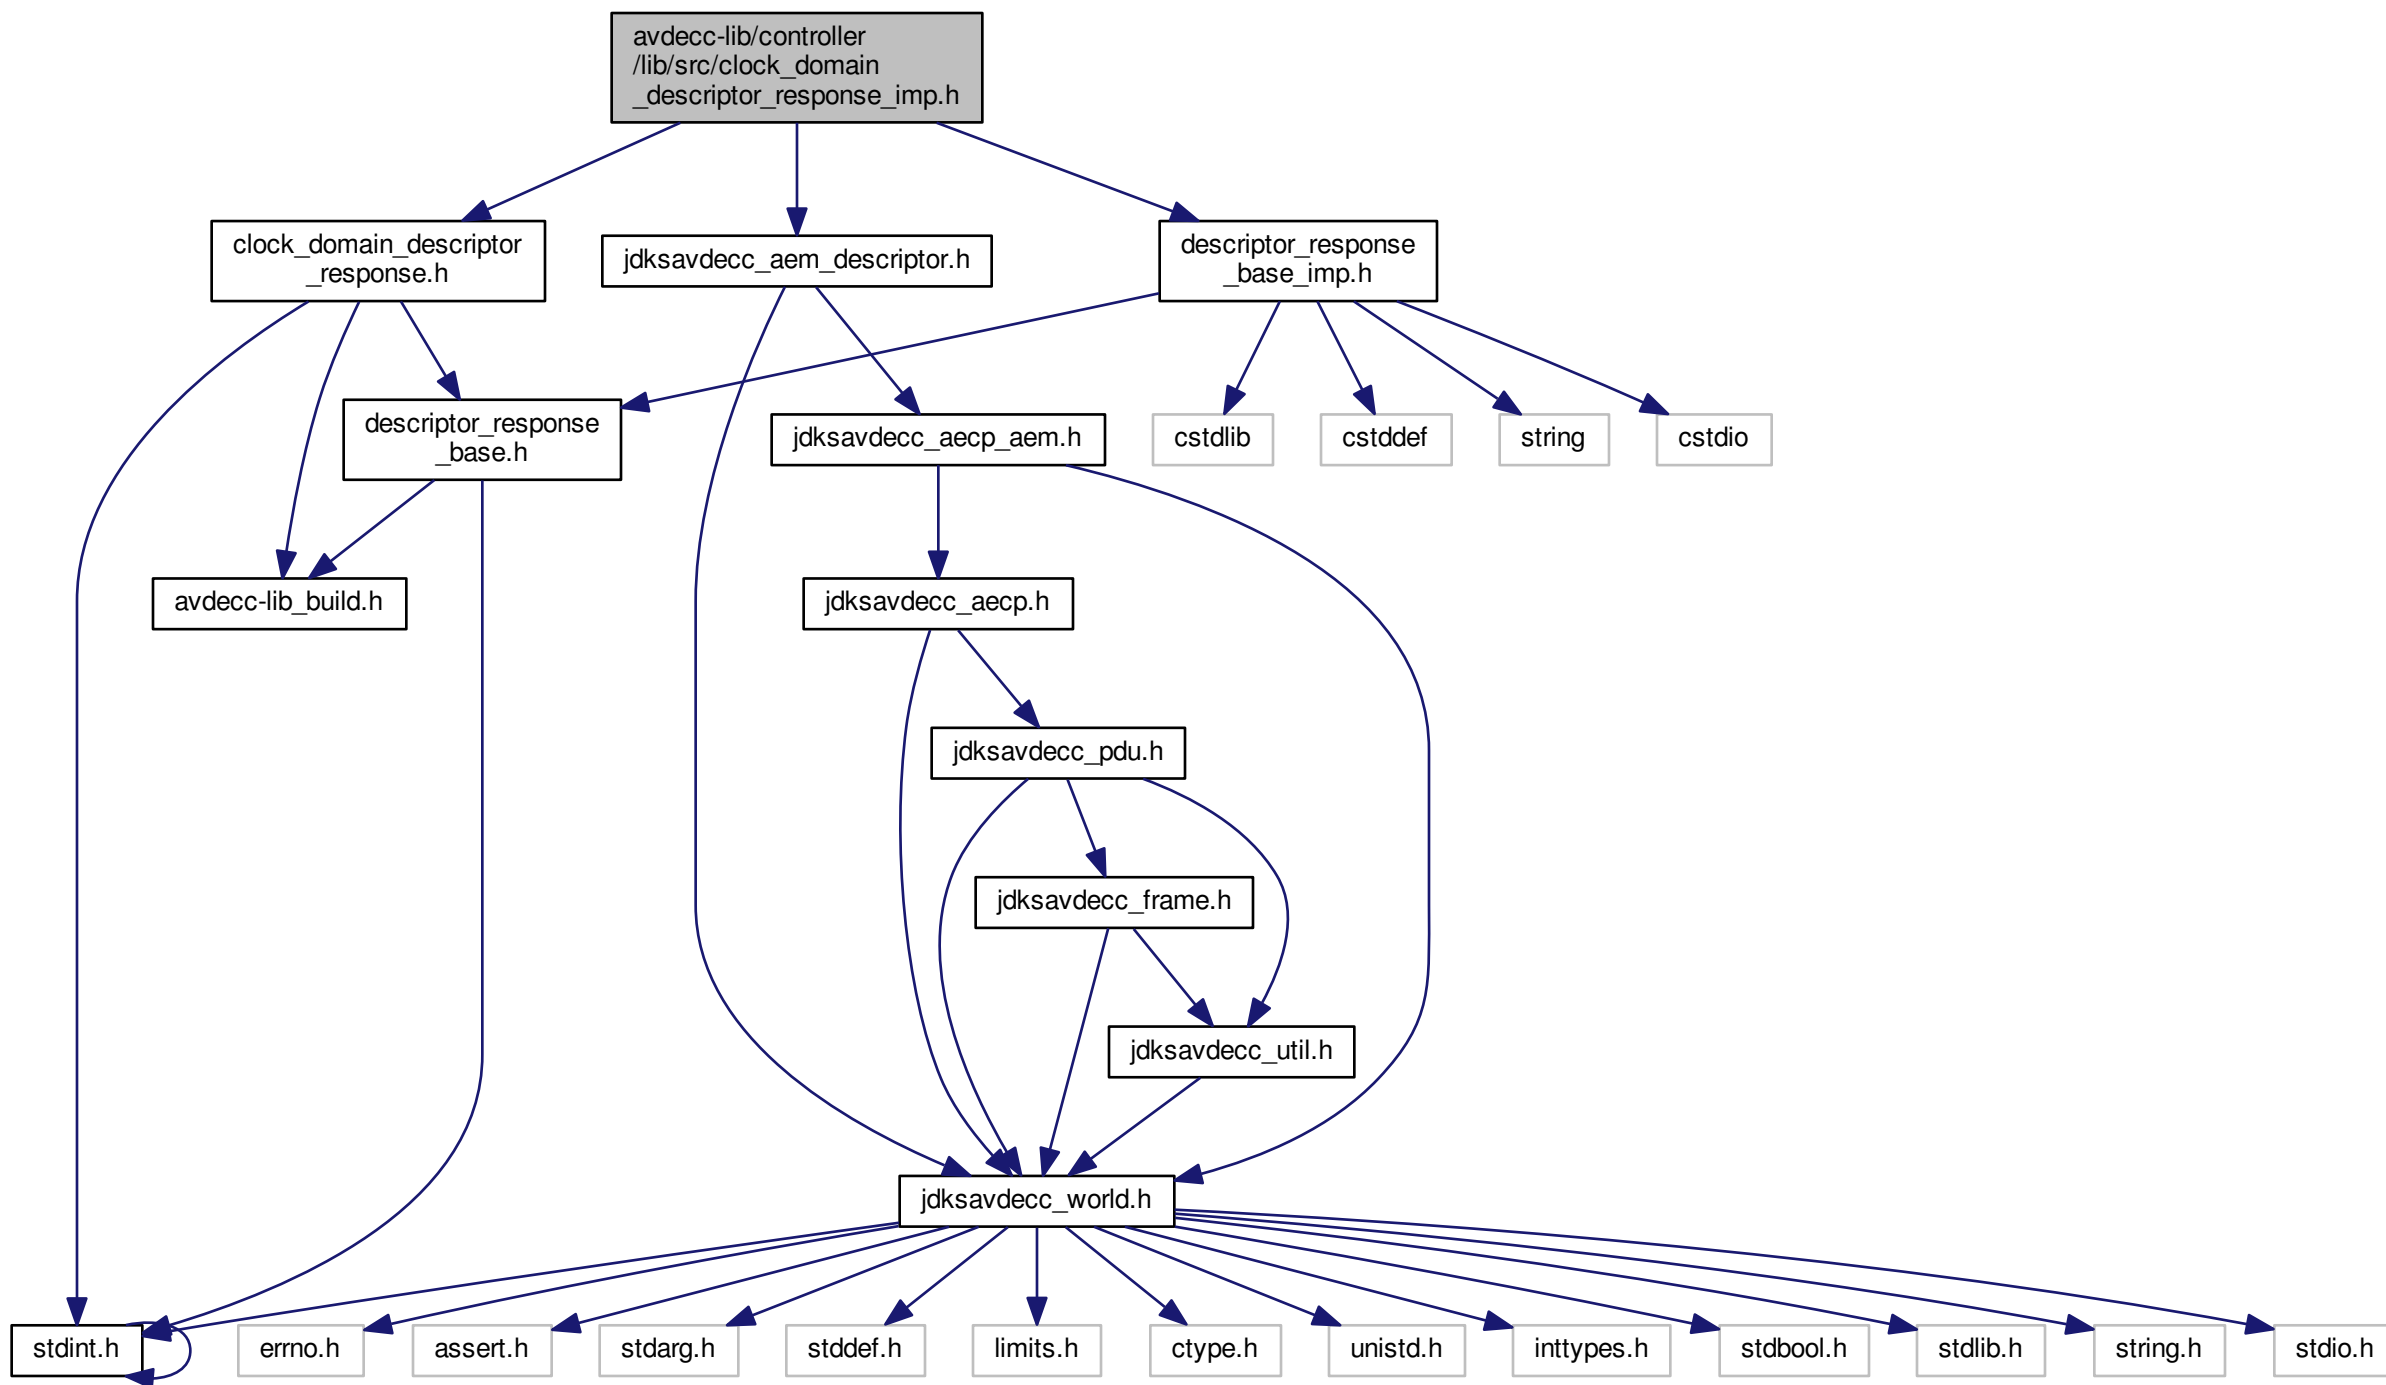 avdecc-lib/controller
/lib/src/clock_domain
_descriptor_response_imp.h
clock_domain_descriptor
_response.h
jdksavdecc_aem_descriptor.h
descriptor_response
_base_imp.h
descriptor_response
_base.h
jdksavdecc_aecp_aem.h
cstdlib
cstddef
string
cstdio
avdecc-lib_build.h
jdksavdecc_aecp.h
jdksavdecc_pdu.h
jdksavdecc_frame.h
jdksavdecc_util.h
jdksavdecc_world.h
stdint.h
errno.h
assert.h
stdarg.h
stddef.h
limits.h
ctype.h
unistd.h
inttypes.h
stdbool.h
stdlib.h
string.h
stdio.h